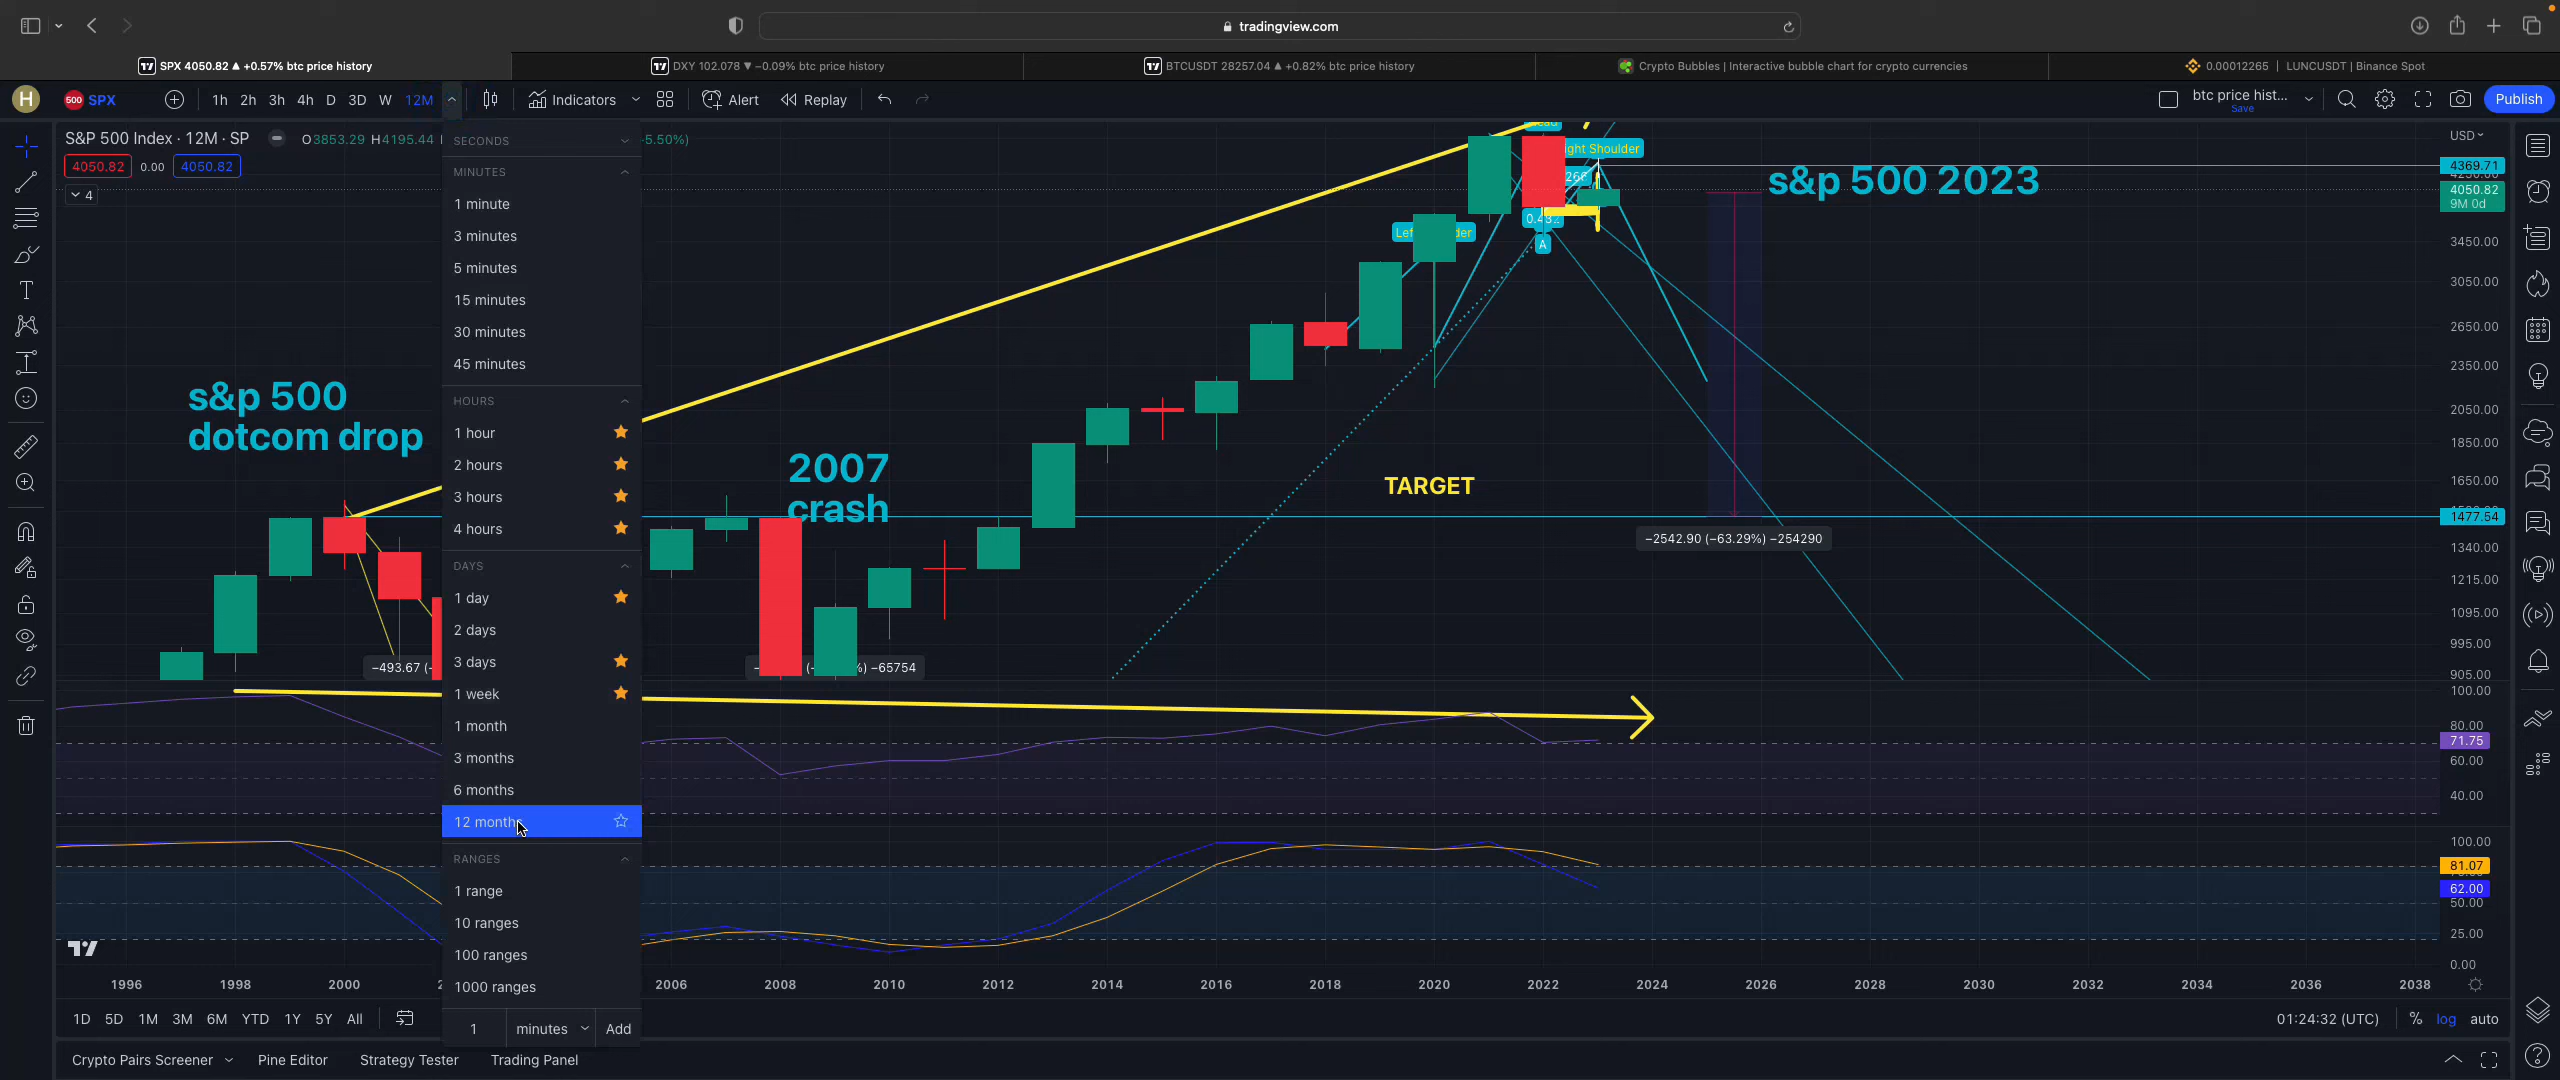 tradingview.com
SPX 4050.82 ▲ +0.57% btc price history
DXY 102.078 ▼ −0.09% btc price history
BTCUSDT 28257.04 ▲ +0.82% btc price history
Crypto Bubbles | Interactive bubble chart for crypto currencies
0.00012265 | LUNCUSDT | Binance Spot
H
500 SPX
1h 2h 3h 4h D 3D W 12M
Indicators
Alert
Replay
btc price hist...
Save
Publish
S&P 500 Index · 12M · SP
O3853.29 H4195.44
-5.50%)
4050.82 0.00 4050.82
4
SECONDS
MINUTES
1 minute
3 minutes
5 minutes
15 minutes
30 minutes
45 minutes
HOURS
1 hour
2 hours
3 hours
4 hours
DAYS
1 day
2 days
3 days
1 week
1 month
3 months
6 months
12 months
RANGES
1 range
10 ranges
100 ranges
1000 ranges
1 minutes Add
s&p 500
dotcom drop
2007
crash
TARGET
s&p 500 2023
Shoulder
A
−2542.90 (−63.29%) −254290
−493.67 (-
%) −65754
USD
4369.71
4050.82
9M 0d
3450.00
3050.00
2650.00
2350.00
2050.00
1850.00
1650.00
1477.54
1340.00
1215.00
1095.00
995.00
905.00
100.00
80.00
71.75
60.00
40.00
100.00
81.07
62.00
50.00
25.00
0.00
1996 1998 2000 2006 2008 2010 2012 2014 2016 2018 2020 2022 2024 2026 2028 2030 2032 2034 2036 2038
1D 5D 1M 3M 6M YTD 1Y 5Y All
01:24:32 (UTC) % log auto
Crypto Pairs Screener Pine Editor Strategy Tester Trading Panel